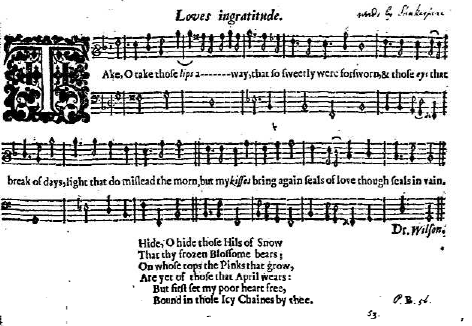 Loves ingratitude.
words by
TAke, O take those lips a-------way, that so sweetly were forsworn, & those eys that
break of days, light that do mislead the morn, but my kisses bring again seals of love though seals in vain.
Dr. Wilson.
Hide, O hide those Hils of Snow
That thy frozen Blossome bears;
On whose tops the Pinks that grow,
Are yet of those that April wears:
But first set my poor heart free,
Bound in those Icy Chaines by thee.
P. B. 56.
53.